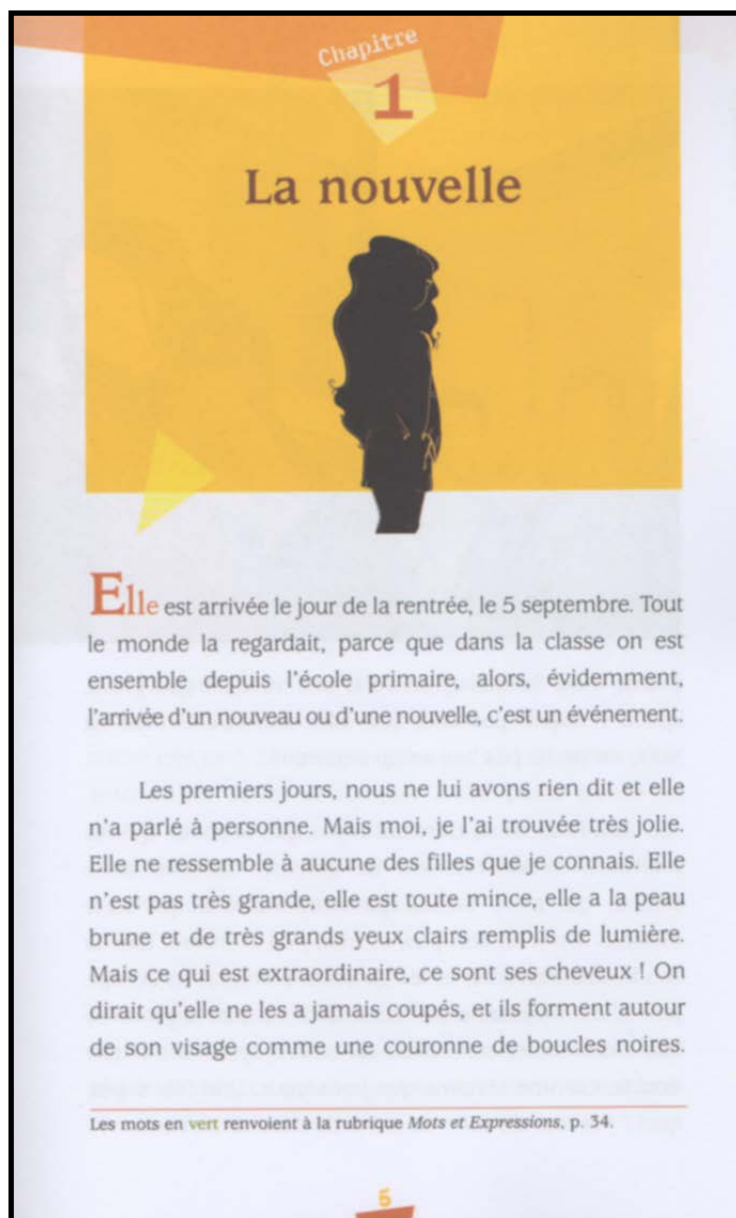 Chapitre
1
La nouvelle
Elle est arrivée le jour de la rentrée, le 5 septembre. Tout
le monde la regardait, parce que dans la classe on est
ensemble depuis l'école primaire, alors, évidemment,
l'arrivée d'un nouveau ou d'une nouvelle, c'est un événement.
Les premiers jours, nous ne lui avons rien dit et elle
n'a parlé à personne. Mais moi, je l'ai trouvée très jolie.
Elle ne ressemble à aucune des filles que je connais. Elle
n'est pas très grande, elle est toute mince, elle a la peau
brune et de très grands yeux clairs remplis de lumière.
Mais ce qui est extraordinaire, ce sont ses cheveux ! On
dirait qu'elle ne les a jamais coupés, et ils forment autour
de son visage comme une couronne de boucles noires.
Les mots en vert renvoient à la rubrique Mots et Expressions, p. 34.
5